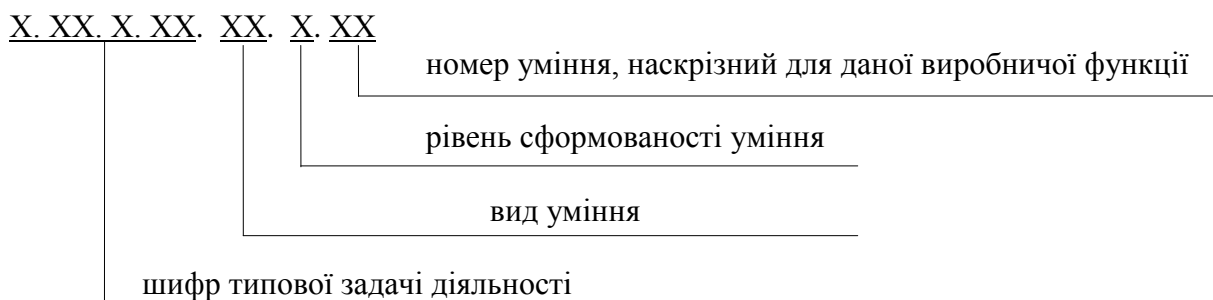 Х. ХХ. Х. ХХ. ХХ. Х. ХХ
номер уміння, наскрізний для даної виробничої функції
рівень сформованості уміння
вид уміння
шифр типової задачі діяльності